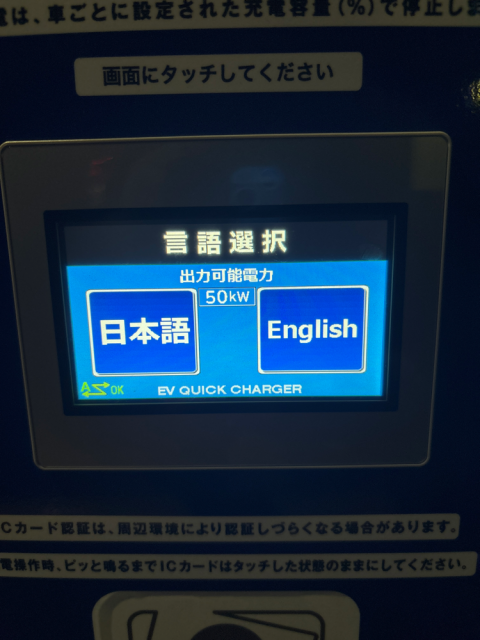 は、車ごとに設定された充電容量(%)で停止しま
画面にタッチしてください
言語選択
出力可能電力
50kW
日本語
English
A OK
EV QUICK CHARGER
Cカード認証は、周辺環境により認証しづらくなる場合があります。
電操作時、ピッと鳴るまでICカードはタッチした状態のままにしてください。